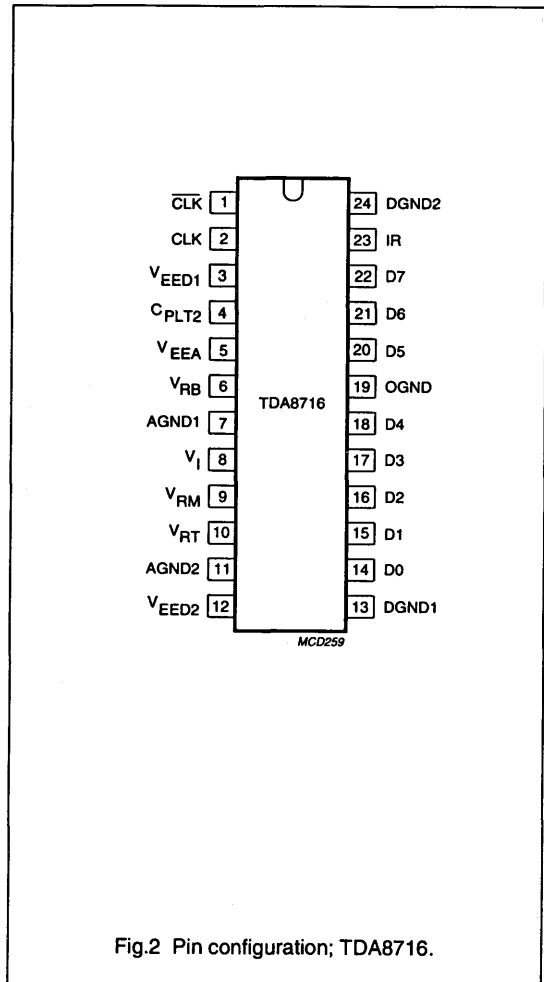 C̅L̅K̅ 1 24 DGND2
CLK 2 23 IR
VEED1 3 22 D7
CPLT2 4 21 D6
VEEA 5 20 D5
VRB 6 19 OGND
TDA8716
AGND1 7 18 D4
VI 8 17 D3
VRM 9 16 D2
VRT 10 15 D1
AGND2 11 14 D0
VEED2 12 13 DGND1
MCD259
Fig.2 Pin configuration; TDA8716.